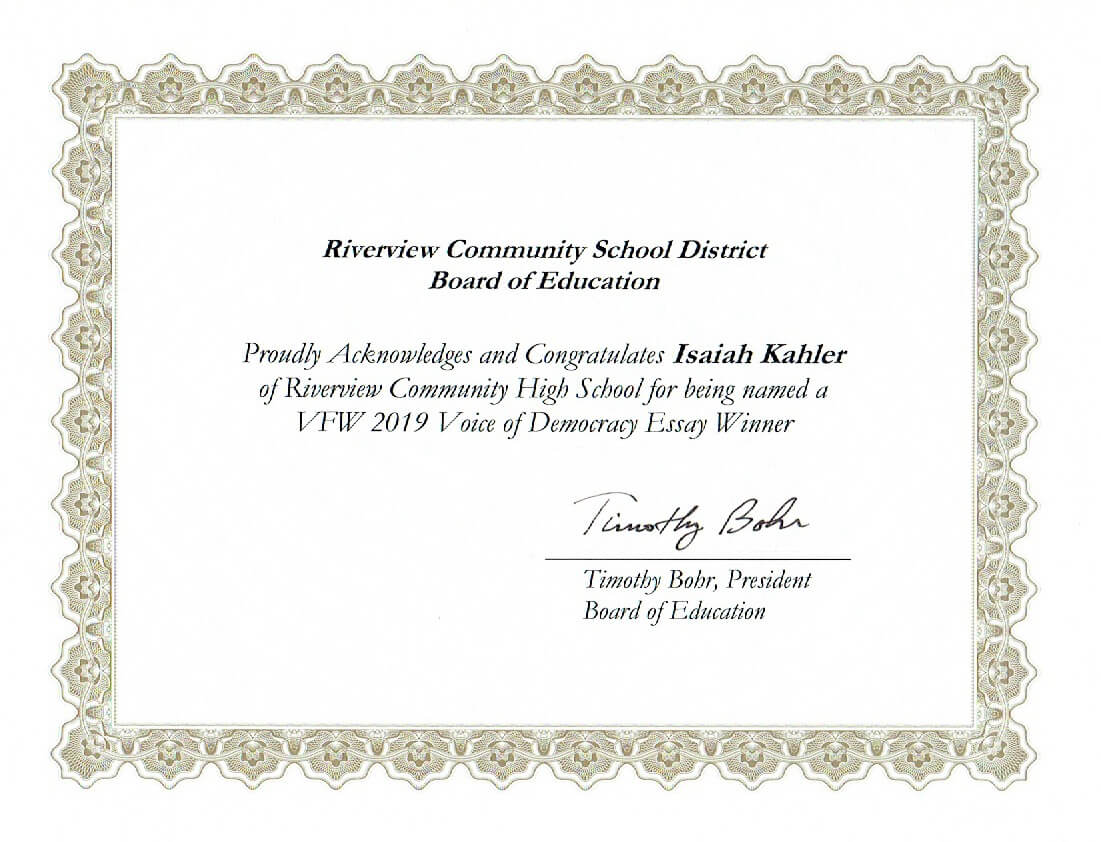 Riverview Community School District
Board of Education
Proudly Acknowledges and Congratulates Isaiah Kahler
of Riverview Community High School for being named a
VFW 2019 Voice of Democracy Essay Winner
Timothy Bohr
Timothy Bohr, President
Board of Education